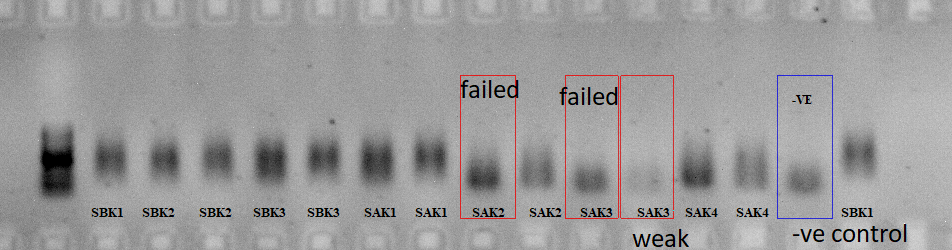 failed
failed
-VE
SBK1 SBK2 SBK2 SBK3 SBK3 SAK1 SAK1 SAK2 SAK2 SAK3 SAK3 SAK4 SAK4 SBK1
weak
-ve control